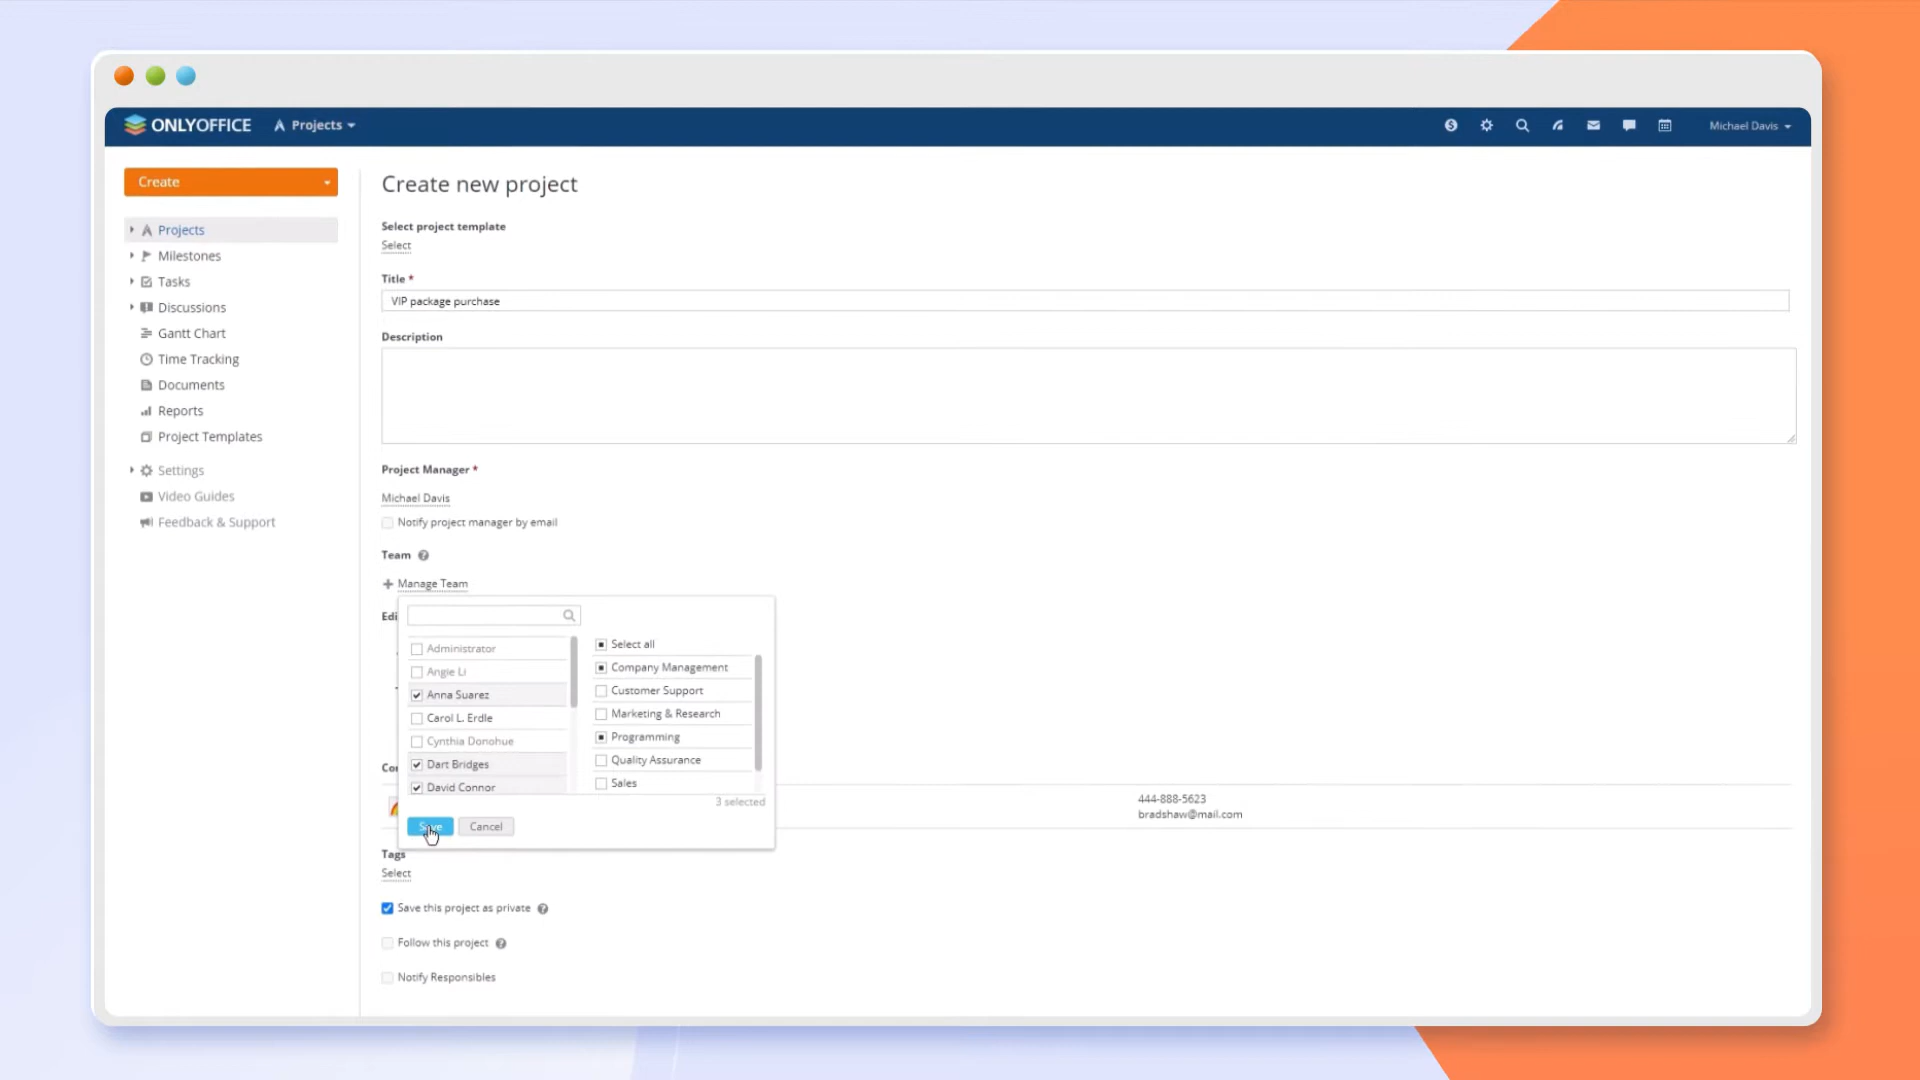 ONLYOFFICE Projects Michael Davis
Create
Projects
Milestones
Tasks
Discussions
Gantt Chart
Time Tracking
Documents
Reports
Project Templates
Settings
Video Guides
Feedback & Support
Create new project
Select project template
Select
Title *
VIP package purchase
Description
Project Manager *
Michael Davis
Notify project manager by email
Team ?
+ Manage Team
Edi
Administrator
Angie Li
Anna Suarez
Carol L. Erdle
Cynthia Donohue
Dart Bridges
David Connor
Select all
Company Management
Customer Support
Marketing & Research
Programming
Quality Assurance
Sales
3 selected
Save Cancel
444-888-5623
bradshaw@mail.com
Tags
Select
Save this project as private ?
Follow this project ?
Notify Responsibles